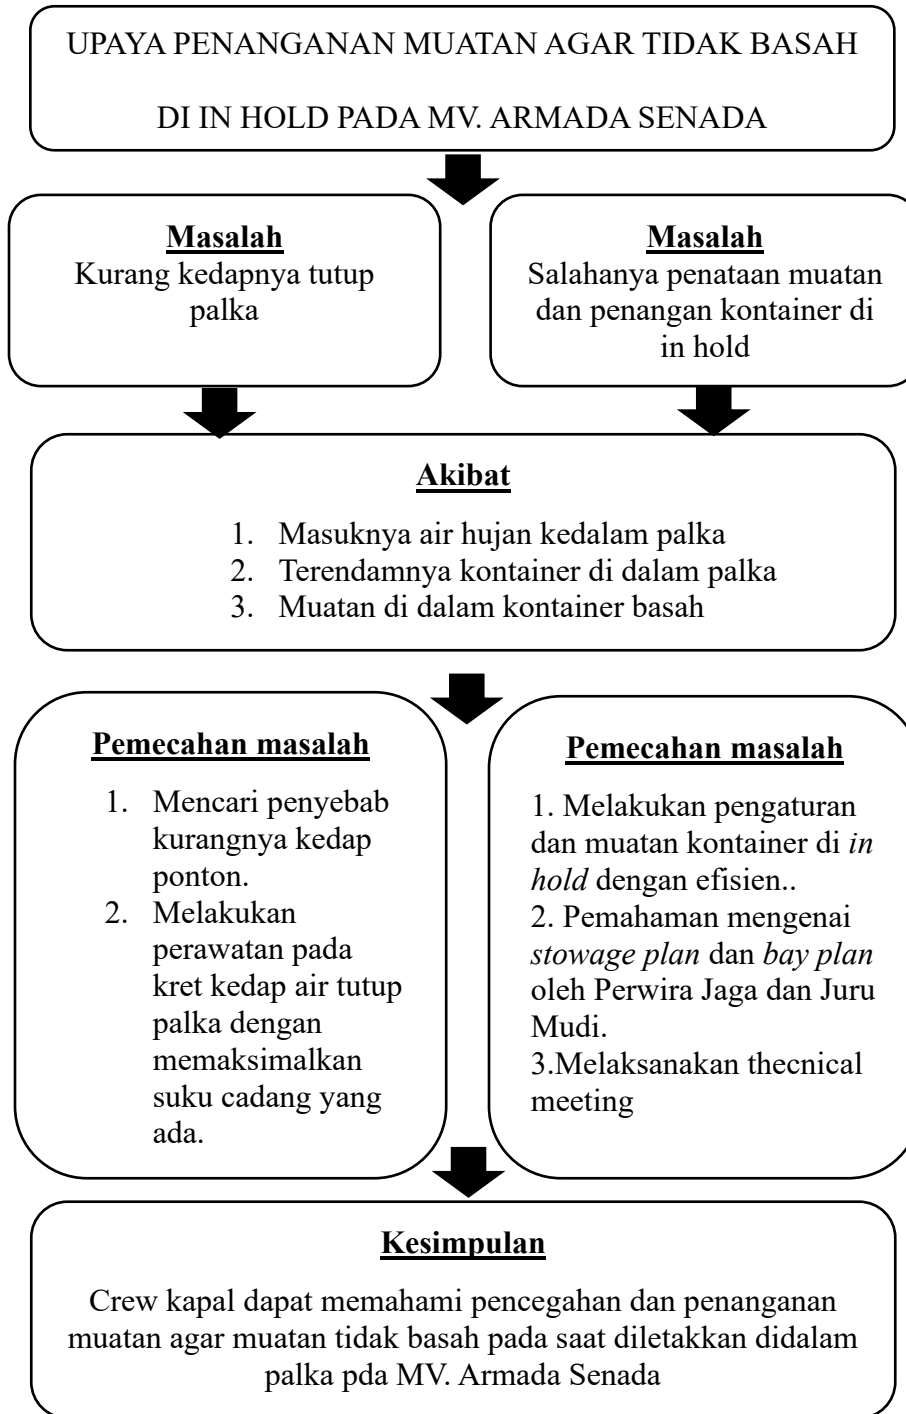 UPAYA PENANGANAN MUATAN AGAR TIDAK BASAH
DI IN HOLD PADA MV. ARMADA SENADA
Masalah
Kurang kedapnya tutup
palka
Masalah
Salahanya penataan muatan
dan penangan kontainer di
in hold
Akibat
1. Masuknya air hujan kedalam palka
2. Terendamnya kontainer di dalam palka
3. Muatan di dalam kontainer basah
Pemecahan masalah
1. Mencari penyebab
kurangnya kedap
ponton.
2. Melakukan
perawatan pada
kret kedap air tutup
palka dengan
memaksimalkan
suku cadang yang
ada.
Pemecahan masalah
1. Melakukan pengaturan
dan muatan kontainer di in
hold dengan efisien..
2. Pemahaman mengenai
stowage plan dan bay plan
oleh Perwira Jaga dan Juru
Mudi.
3.Melaksanakan thecnical
meeting
Kesimpulan
Crew kapal dapat memahami pencegahan dan penanganan
muatan agar muatan tidak basah pada saat diletakkan didalam
palka pda MV. Armada Senada